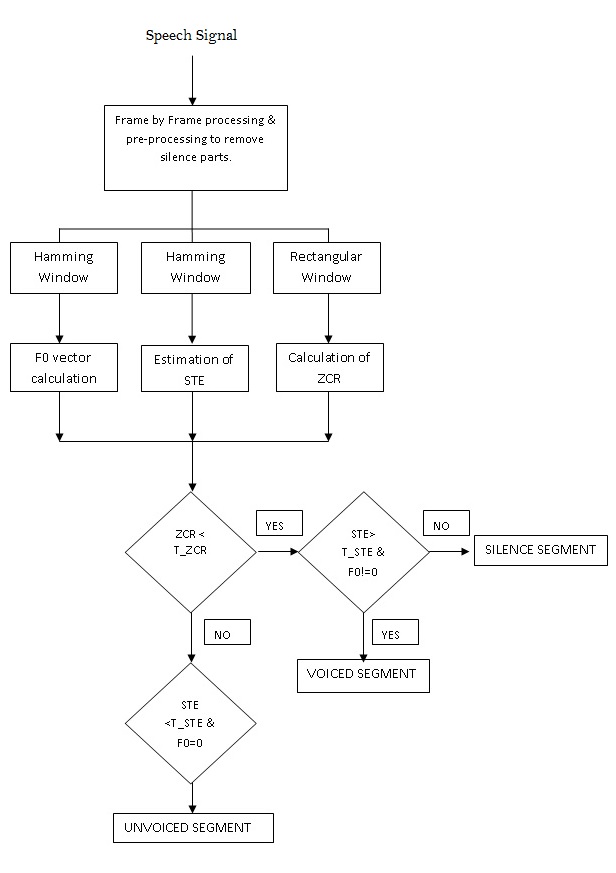 Speech Signal
Frame by Frame processing &
pre-processing to remove
silence parts.
Hamming
Window
Hamming
Window
Rectangular
Window
F0 vector
calculation
Estimation of
STE
Calculation of
ZCR
ZCR <
T_ZCR
YES
STE>
T_STE &
F0!=0
NO
SILENCE SEGMENT
NO
YES
VOICED SEGMENT
STE
<T_STE &
F0=0
UNVOICED SEGMENT